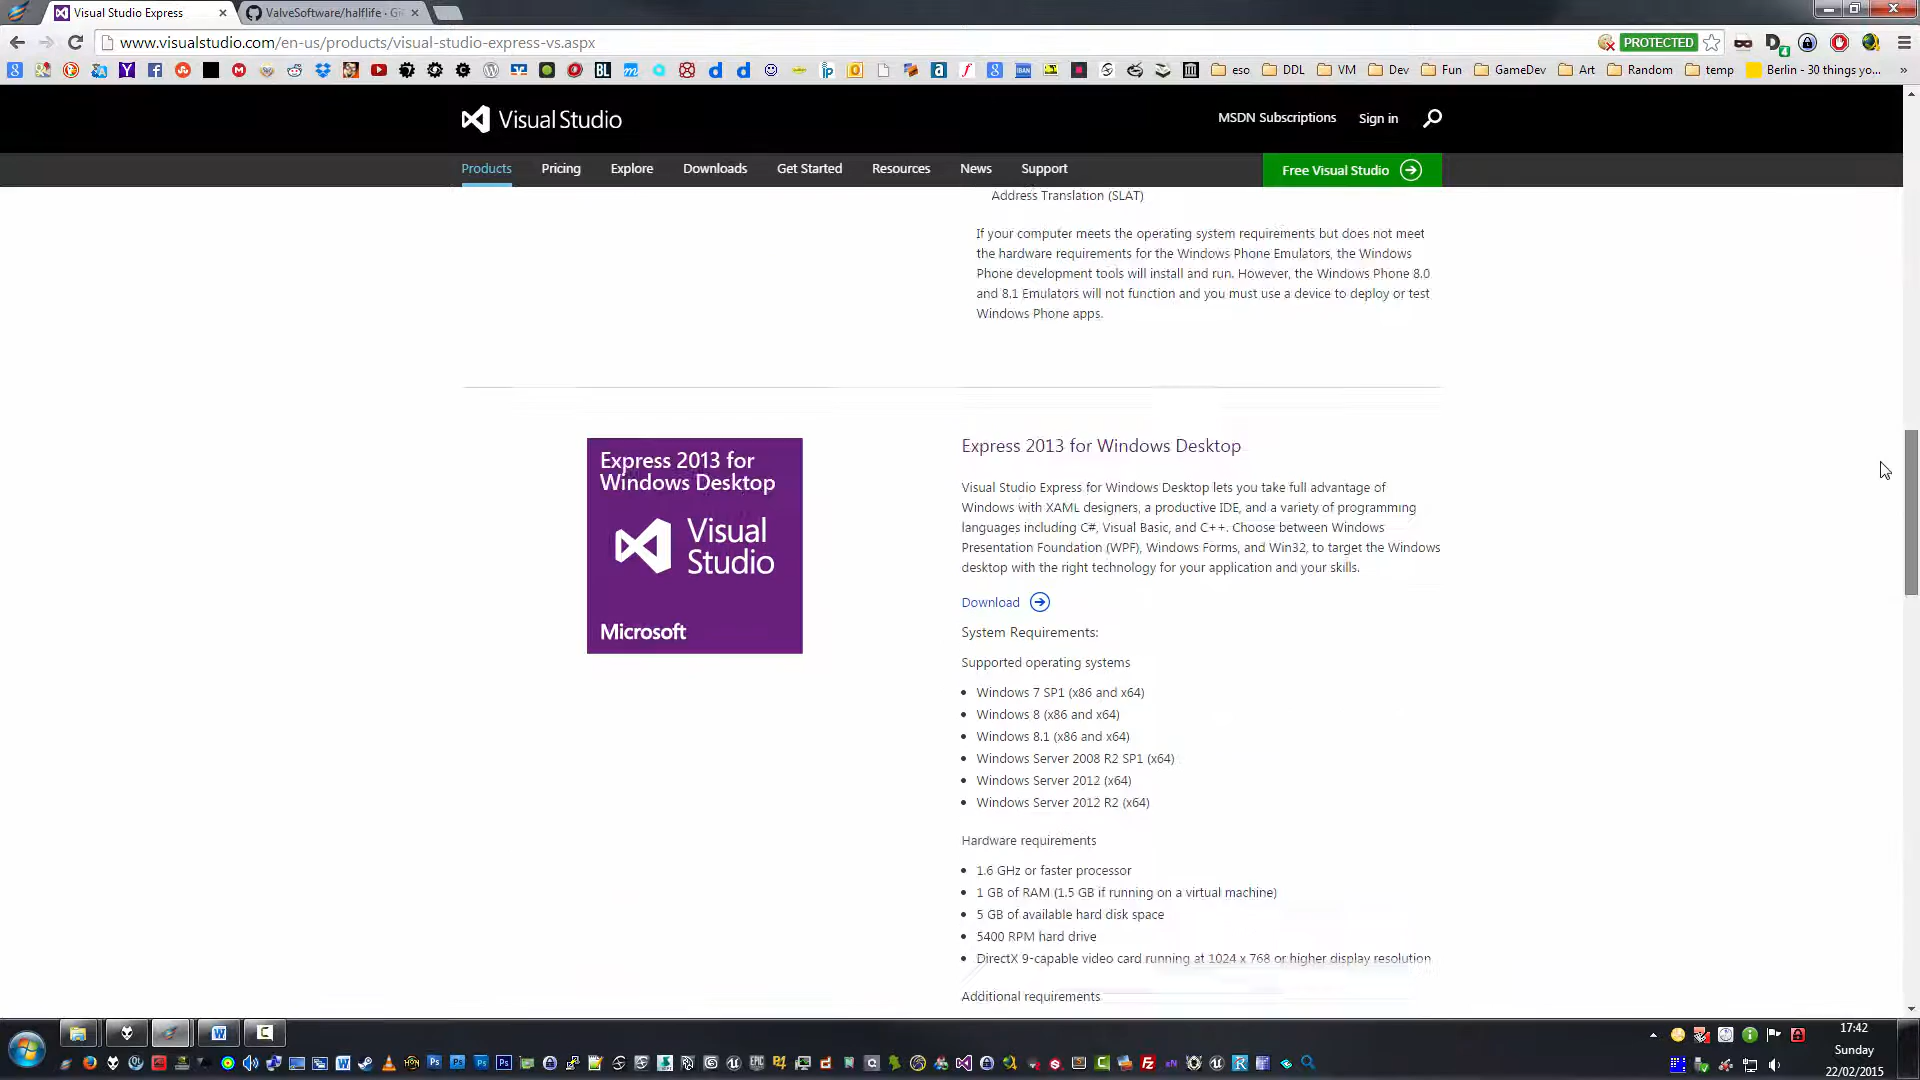 Visual Studio Express
ValveSoftware/halflife · Gi
www.visualstudio.com/en-us/products/visual-studio-express-vs.aspx
PROTECTED
eso
DDL
VM
Dev
Fun
GameDev
Art
Random
temp
Berlin - 30 things yo...
Visual Studio
MSDN Subscriptions
Sign in
Products
Pricing
Explore
Downloads
Get Started
Resources
News
Support
Free Visual Studio
Address Translation (SLAT)
If your computer meets the operating system requirements but does not meet
the hardware requirements for the Windows Phone Emulators, the Windows
Phone development tools will install and run. However, the Windows Phone 8.0
and 8.1 Emulators will not function and you must use a device to deploy or test
Windows Phone apps.
Express 2013 for
Windows Desktop
Visual
Studio
Microsoft
Express 2013 for Windows Desktop
Visual Studio Express for Windows Desktop lets you take full advantage of
Windows with XAML designers, a productive IDE, and a variety of programming
languages including C#, Visual Basic, and C++. Choose between Windows
Presentation Foundation (WPF), Windows Forms, and Win32, to target the Windows
desktop with the right technology for your application and your skills.
Download
System Requirements:
Supported operating systems
• Windows 7 SP1 (x86 and x64)
• Windows 8 (x86 and x64)
• Windows 8.1 (x86 and x64)
• Windows Server 2008 R2 SP1 (x64)
• Windows Server 2012 (x64)
• Windows Server 2012 R2 (x64)
Hardware requirements
• 1.6 GHz or faster processor
• 1 GB of RAM (1.5 GB if running on a virtual machine)
• 5 GB of available hard disk space
• 5400 RPM hard drive
• DirectX 9-capable video card running at 1024 x 768 or higher display resolution
Additional requirements
17:42
Sunday
22/02/2015